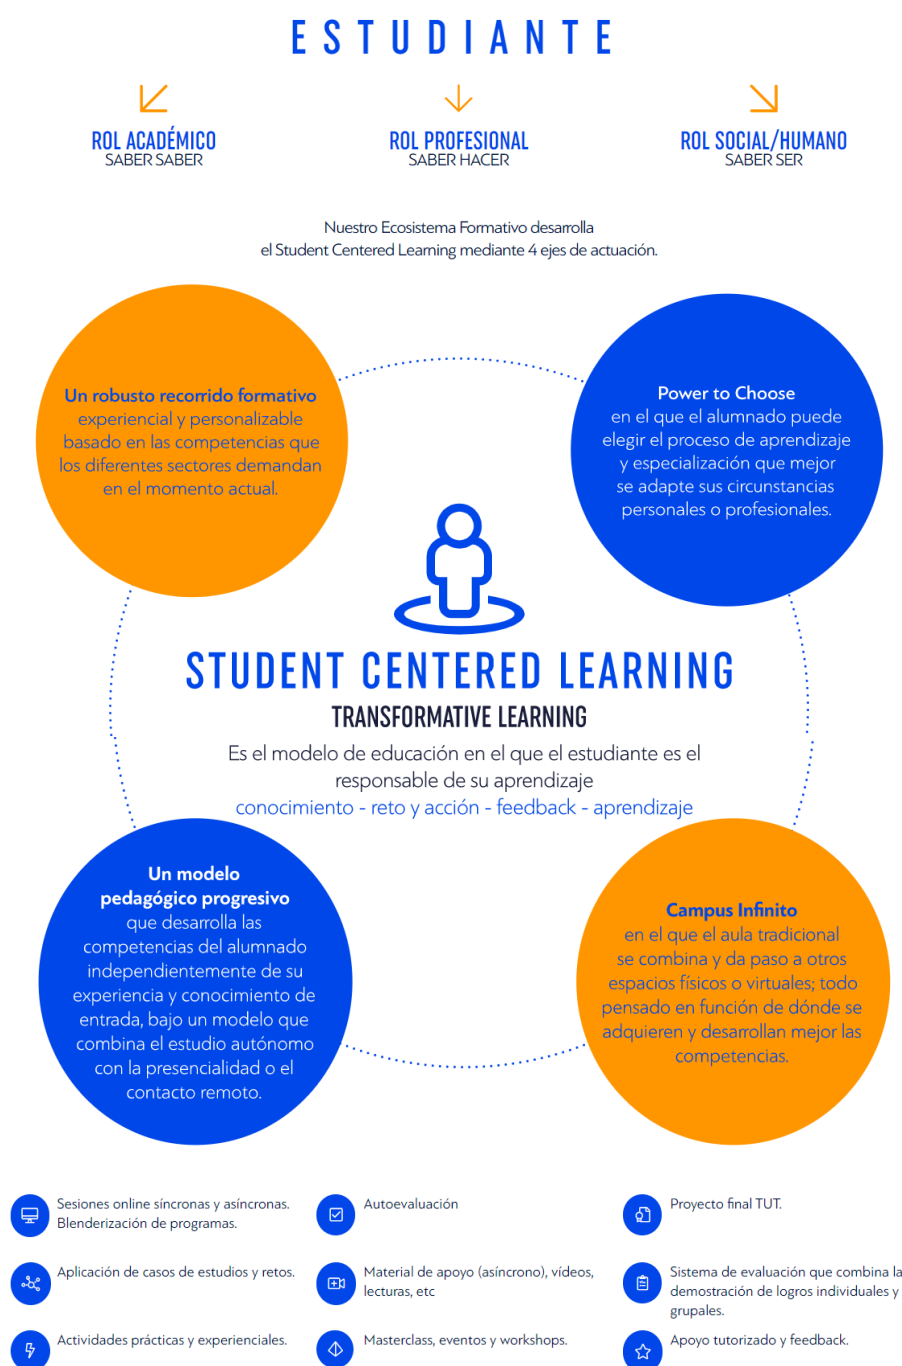 ESTUDIANTE
ROL ACADÉMICO
SABER SABER
ROL PROFESIONAL
SABER HACER
ROL SOCIAL/HUMANO
SABER SER
Nuestro Ecosistema Formativo desarrolla
el Student Centered Learning mediante 4 ejes de actuación.
Un robusto recorrido formativo
experiencial y personalizable
basado en las competencias que
los diferentes sectores demandan
en el momento actual.
Power to Choose
en el que el alumnado puede
elegir el proceso de aprendizaje
y especialización que mejor
se adapte sus circunstancias
personales o profesionales.
STUDENT CENTERED LEARNING
TRANSFORMATIVE LEARNING
Es el modelo de educación en el que el estudiante es el
responsable de su aprendizaje
conocimiento - reto y acción - feedback - aprendizaje
Un modelo
pedagógico progresivo
que desarrolla las
competencias del alumnado
independientemente de su
experiencia y conocimiento de
entrada, bajo un modelo que
combina el estudio autónomo
con la presencialidad o el
contacto remoto.
Campus Infinito
en el que el aula tradicional
se combina y da paso a otros
espacios físicos o virtuales; todo
pensado en función de dónde se
adquieren y desarrollan mejor las
competencias.
Sesiones online síncronas y asíncronas.
Blenderización de programas.
Autoevaluación
Proyecto final TUT.
Aplicación de casos de estudios y retos.
Material de apoyo (asíncrono), vídeos,
lecturas, etc
Sistema de evaluación que combina la
demostración de logros individuales y
grupales.
Actividades prácticas y experienciales.
Masterclass, eventos y workshops.
Apoyo tutorizado y feedback.